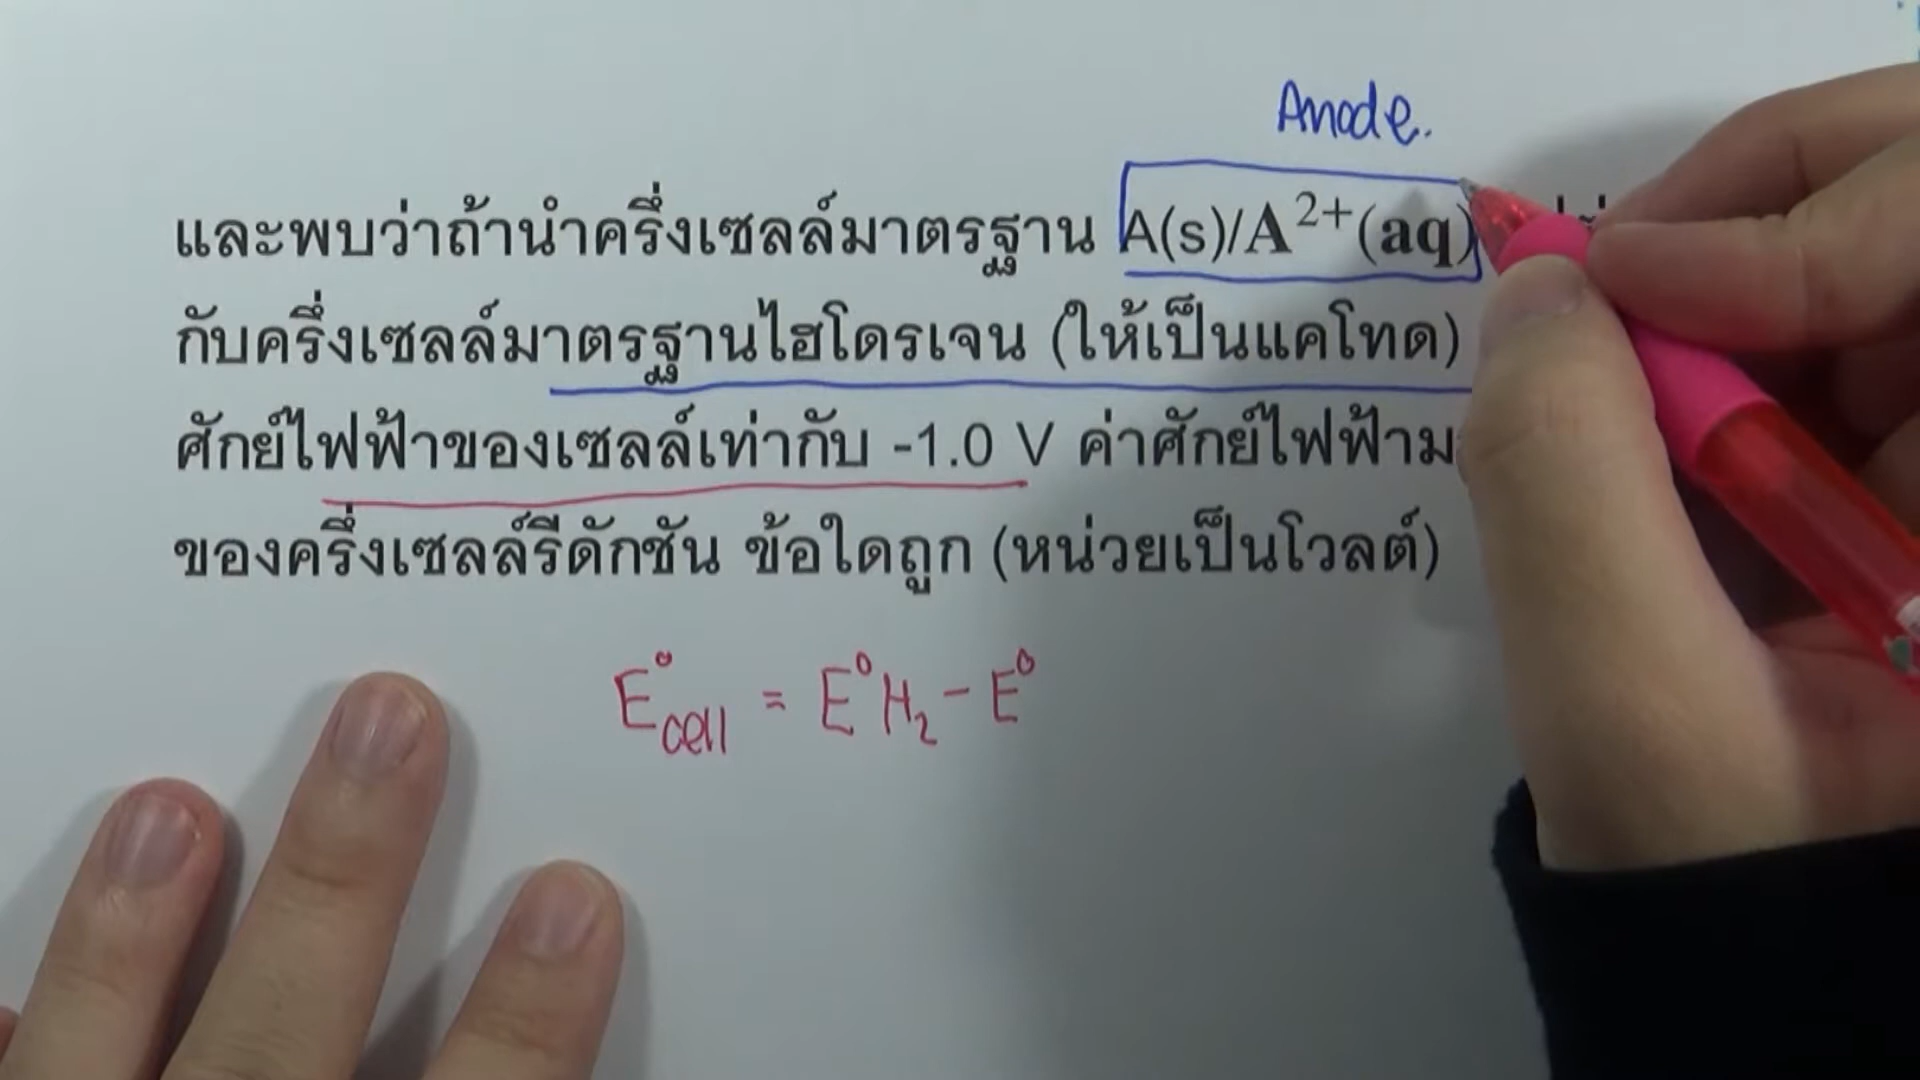 Anode.
และพบว่าถ้านำครึ่งเซลล์มาตรฐาน A(s)/A²⁺(aq)
กับครึ่งเซลล์มาตรฐานไฮโดรเจน (ให้เป็นแคโทด)
ศักย์ไฟฟ้าของเซลล์เท่ากับ -1.0 V ค่าศักย์ไฟฟ้าม
ของครึ่งเซลล์รีดักชัน ข้อใดถูก (หน่วยเป็นโวลต์)
E°cell = E°H₂ - E°